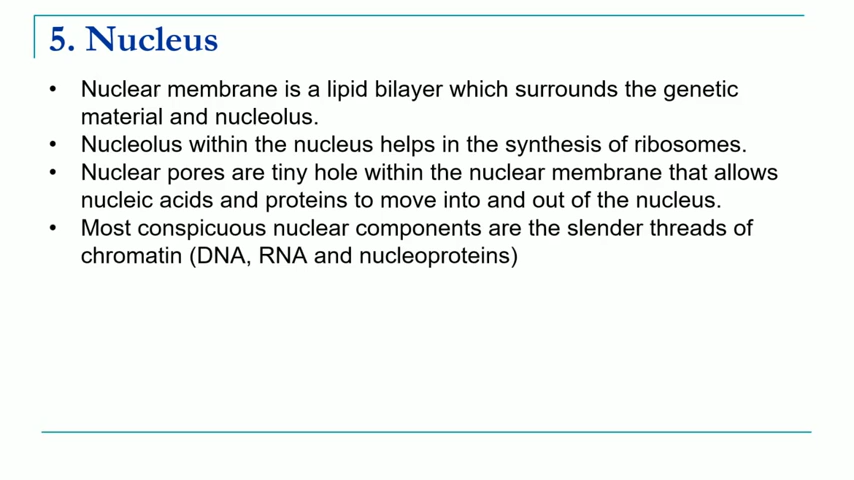 5. Nucleus
• Nuclear membrane is a lipid bilayer which surrounds the genetic
material and nucleolus.
• Nucleolus within the nucleus helps in the synthesis of ribosomes.
• Nuclear pores are tiny hole within the nuclear membrane that allows
nucleic acids and proteins to move into and out of the nucleus.
• Most conspicuous nuclear components are the slender threads of
chromatin (DNA, RNA and nucleoproteins)